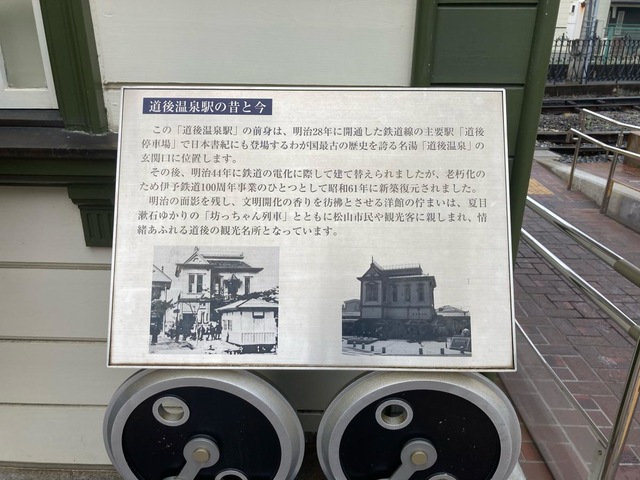 道後温泉駅の昔と今
この「道後温泉駅」の前身は、明治28年に開通した鉄道線の主要駅「道後
停車場」で日本書紀にも登場するわが国最古の歴史を誇る名湯「道後温泉」の
玄関口に位置します。
その後、明治44年に鉄道の電化に際して建て替えられましたが、老朽化の
ため伊予鉄道100周年事業のひとつとして昭和61年に新築復元されました。
明治の面影を残し、文明開化の香りを彷彿とさせる洋館の佇まいは、夏目
漱石ゆかりの「坊っちゃん列車」とともに松山市民や観光客に親しまれ、情
緒あふれる道後の観光名所となっています。